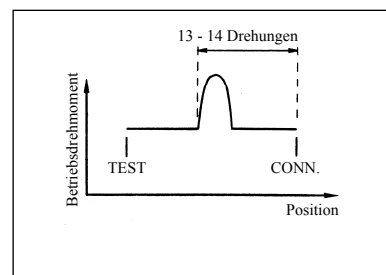 13 - 14 Drehungen
Betriebsdrehmoment
TEST
CONN.
Position